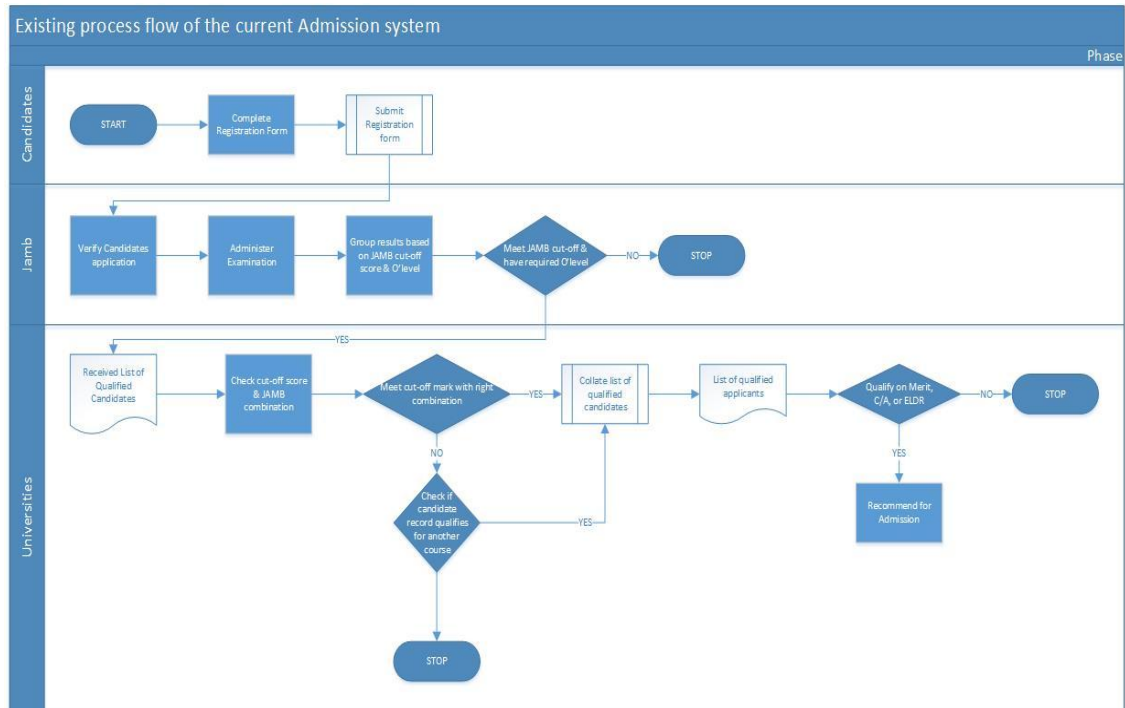 Existing process flow of the current Admission system
Phase
Candidates
START
Complete
Registration Form
Submit
Registration
form
Jamb
Verify Candidates
application
Administer
Examination
Group results based
on JAMB cut-off
score & O'level
Meet JAMB cut-off &
have required O'level
NO
STOP
YES
Universities
Received List of
Qualified
Candidates
Check cut-off score
& JAMB
combination
Meet cut-off mark with right
combination
YES
Collate list of
qualified
candidates
List of qualified
applicants
Qualify on Merit,
C/A, or ELDR
NO
STOP
NO
YES
Check if
candidate
record qualifies
for another
course
YES
Recommend for
Admission
STOP